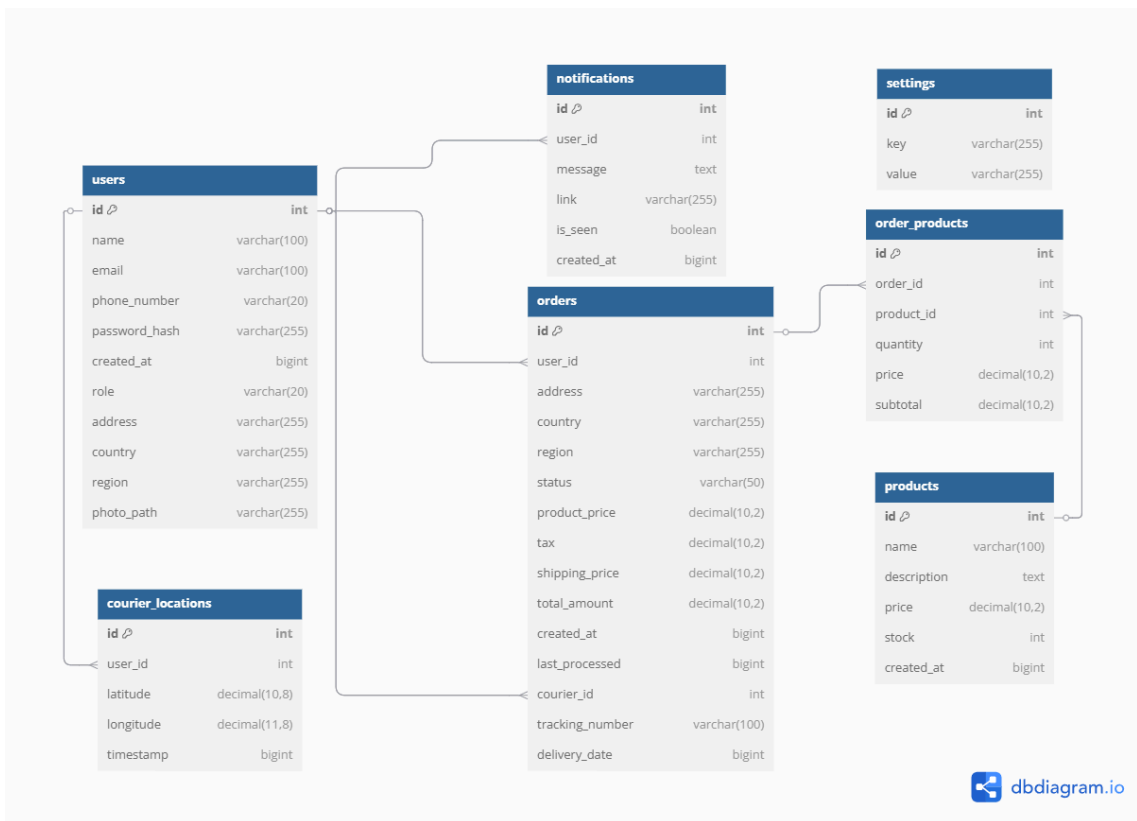 users
id int
name varchar(100)
email varchar(100)
phone_number varchar(20)
password_hash varchar(255)
created_at bigint
role varchar(20)
address varchar(255)
country varchar(255)
region varchar(255)
photo_path varchar(255)
courier_locations
id int
user_id int
latitude decimal(10,8)
longitude decimal(11,8)
timestamp bigint
notifications
id int
user_id int
message text
link varchar(255)
is_seen boolean
created_at bigint
orders
id int
user_id int
address varchar(255)
country varchar(255)
region varchar(255)
status varchar(50)
product_price decimal(10,2)
tax decimal(10,2)
shipping_price decimal(10,2)
total_amount decimal(10,2)
created_at bigint
last_processed bigint
courier_id int
tracking_number varchar(100)
delivery_date bigint
settings
id int
key varchar(255)
value varchar(255)
order_products
id int
order_id int
product_id int
quantity int
price decimal(10,2)
subtotal decimal(10,2)
products
id int
name varchar(100)
description text
price decimal(10,2)
stock int
created_at bigint
dbdiagram.io